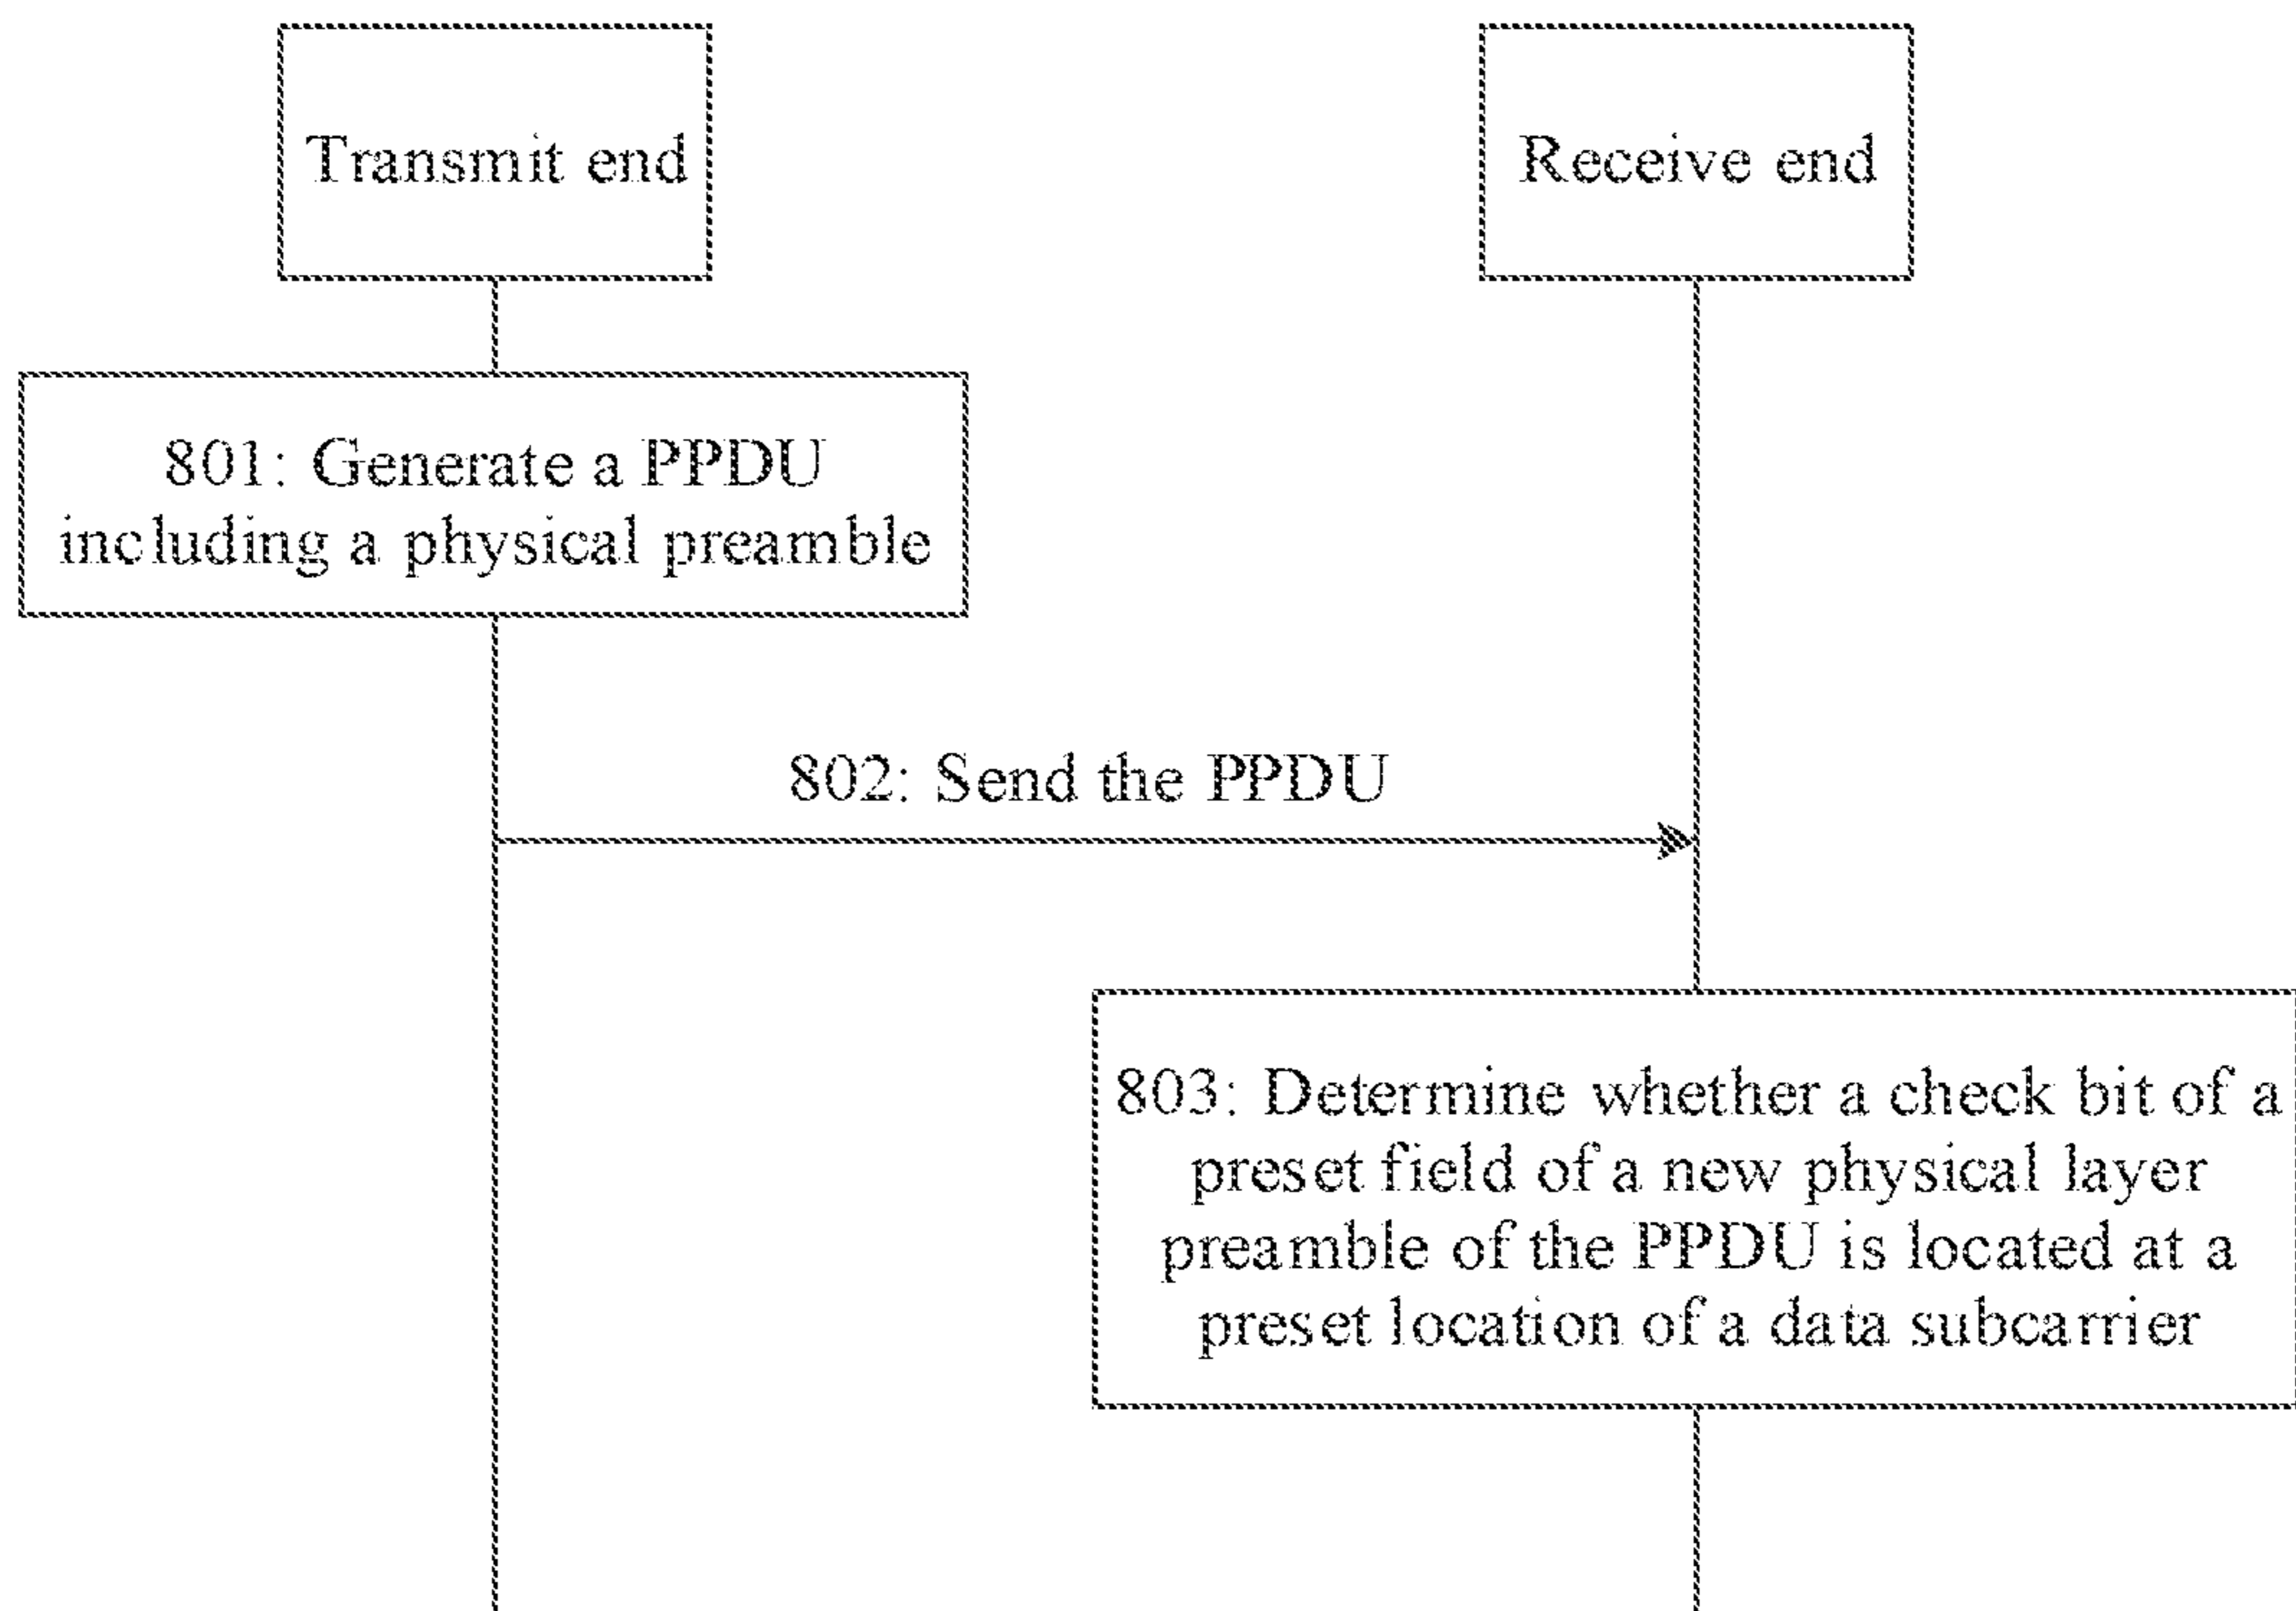 Transmit end
Receive end
801: Generate a PPDU
including a physical preamble
802: Send the PPDU
803: Determine whether a check bit of a
preset field of a new physical layer
preamble of the PPDU is located at a
preset location of a data subcarrier